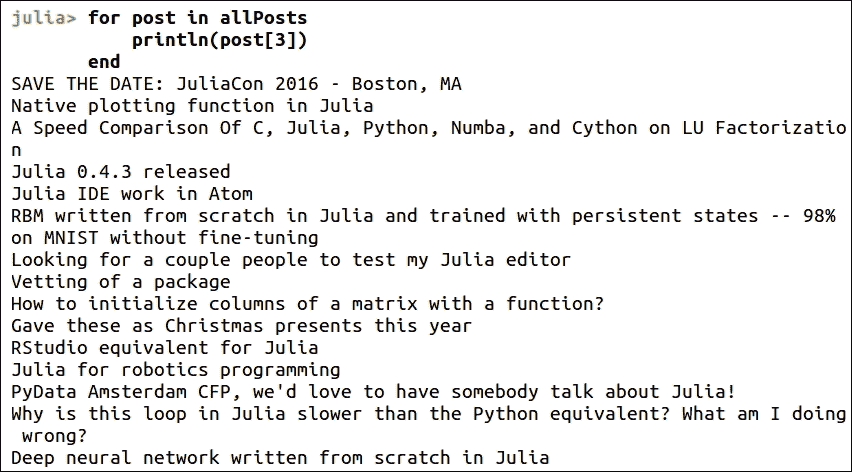 julia> for post in allPosts
           println(post[3])
       end
SAVE THE DATE: JuliaCon 2016 - Boston, MA
Native plotting function in Julia
A Speed Comparison Of C, Julia, Python, Numba, and Cython on LU Factorizatio
n
Julia 0.4.3 released
Julia IDE work in Atom
RBM written from scratch in Julia and trained with persistent states -- 98%
on MNIST without fine-tuning
Looking for a couple people to test my Julia editor
Vetting of a package
How to initialize columns of a matrix with a function?
Gave these as Christmas presents this year
RStudio equivalent for Julia
Julia for robotics programming
PyData Amsterdam CFP, we'd love to have somebody talk about Julia!
Why is this loop in Julia slower than the Python equivalent? What am I doing
 wrong?
Deep neural network written from scratch in Julia